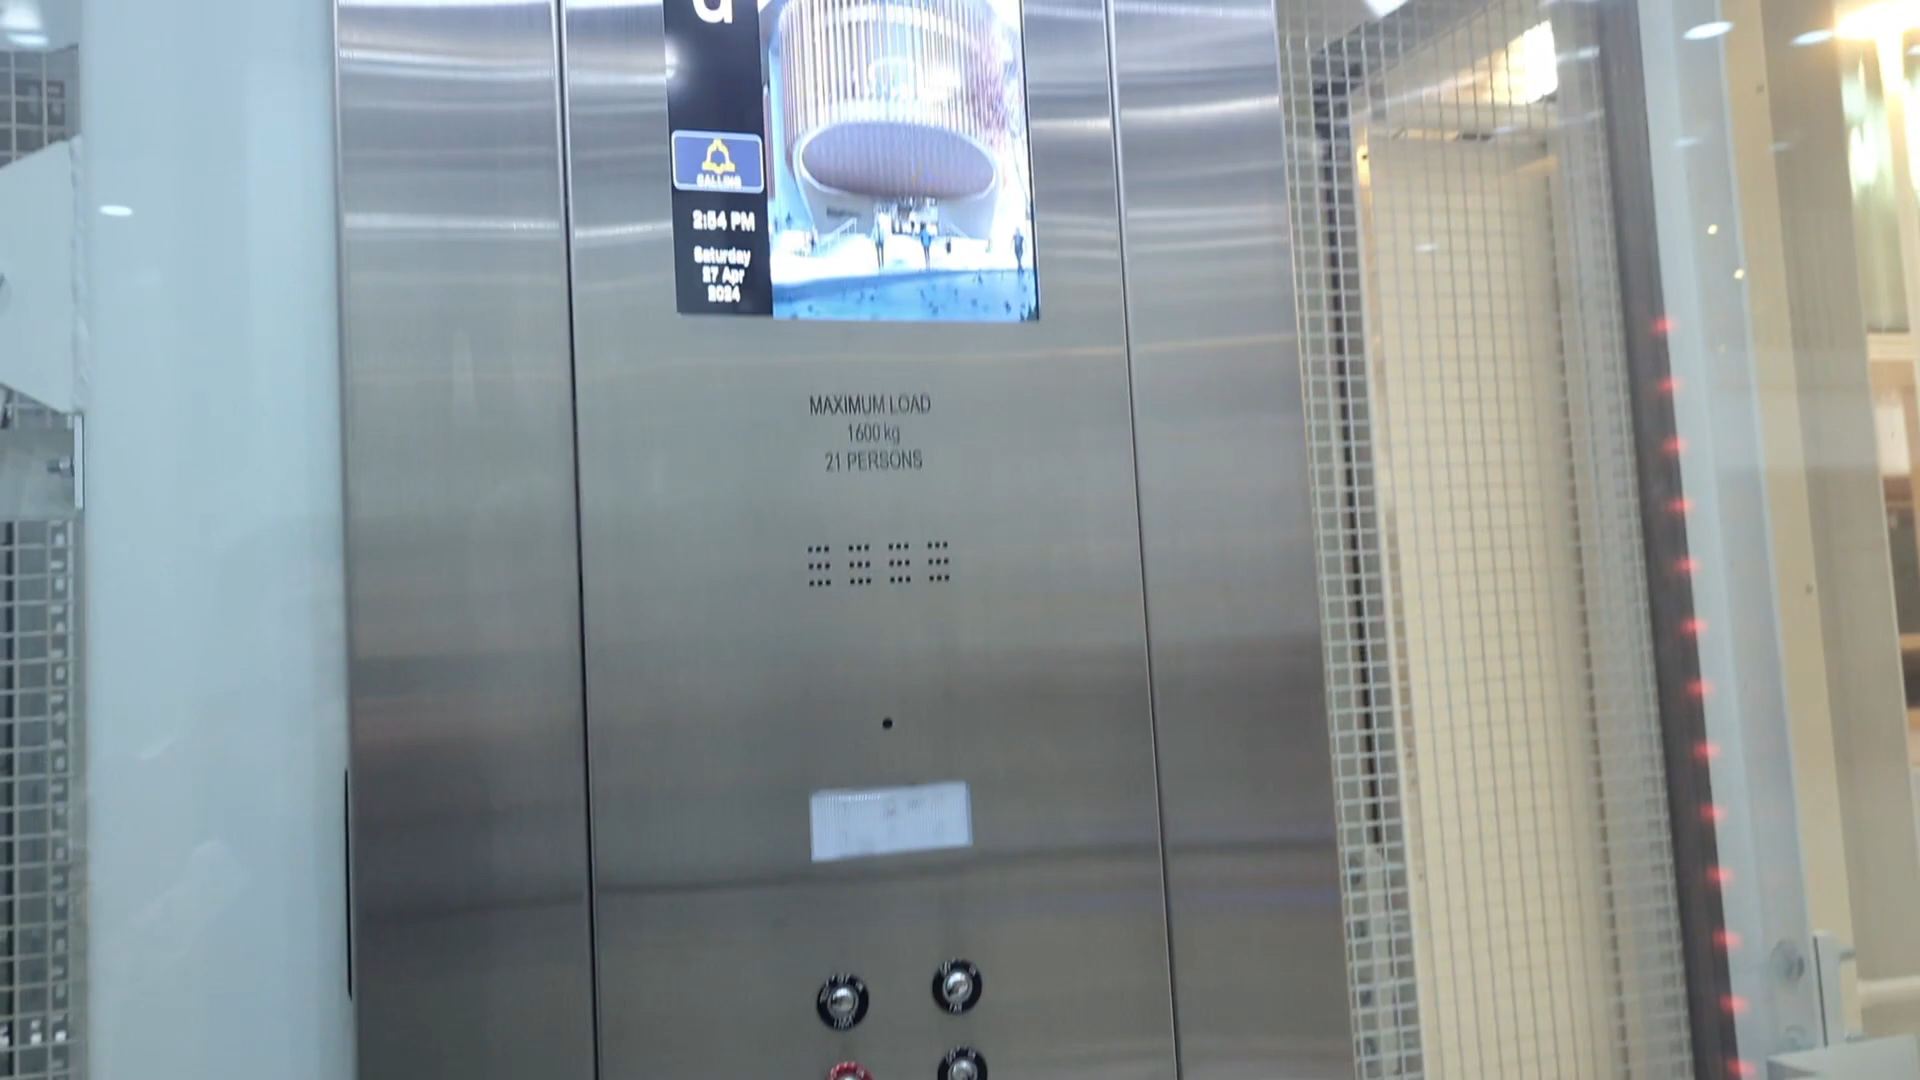 G
CALLING
2:54 PM
Saturday
27 Apr
2024
MAXIMUM LOAD
1600 kg
21 PERSONS